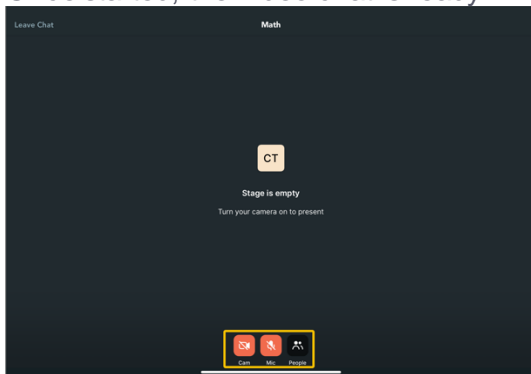 Leave Chat Math
CT
Stage is empty
Turn your camera on to present
Cam Mic People